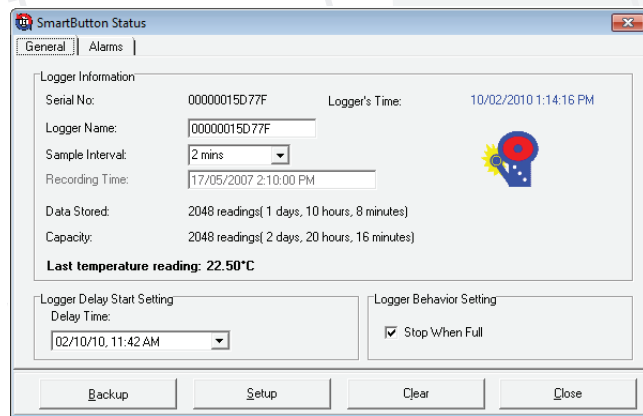 SmartButton Status
General Alarms
Logger Information
Serial No: 00000015D77F Logger's Time: 10/02/2010 1:14:16 PM
Logger Name: 00000015D77F
Sample Interval: 2 mins
Recording Time: 17/05/2007 2:10:00 PM
Data Stored: 2048 readings( 1 days, 10 hours, 8 minutes)
Capacity: 2048 readings( 2 days, 20 hours, 16 minutes)
Last temperature reading: 22.50°C
Logger Delay Start Setting Logger Behavior Setting
Delay Time:
02/10/10, 11:42 AM Stop When Full
Backup Setup Clear Close